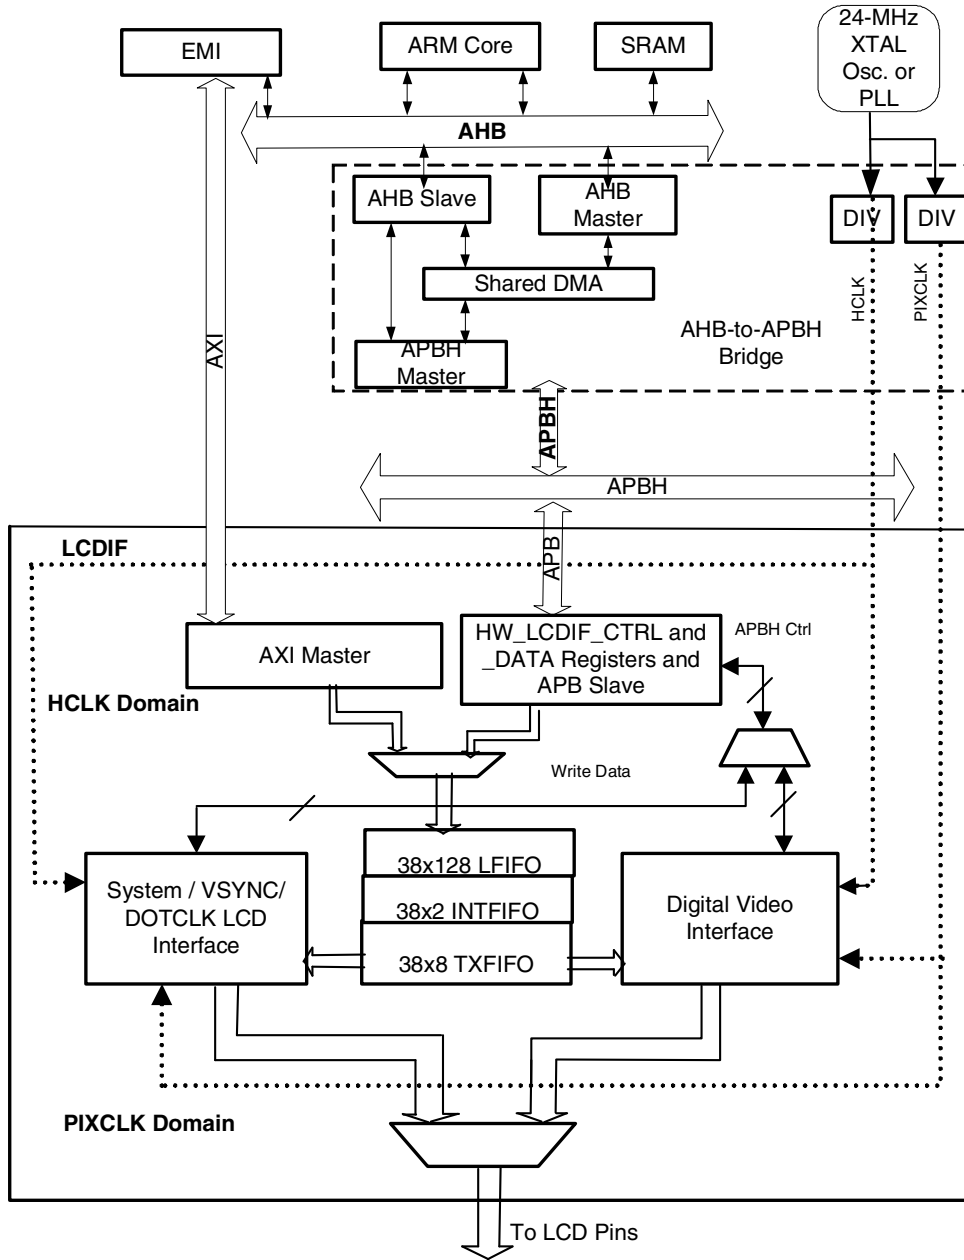 EMI
ARM Core
SRAM
24-MHz
XTAL
Osc. or
PLL
AHB
AHB Slave
AHB
Master
DIV
DIV
Shared DMA
HCLK
PIXCLK
AXI
AHB-to-APBH
Bridge
APBH
Master
APBH
APBH
LCDIF
APB
AXI Master
HW_LCDIF_CTRL and
_DATA Registers and
APB Slave
APBH Ctrl
HCLK Domain
Write Data
38x128 LFIFO
System / VSYNC/
DOTCLK LCD
Interface
38x2 INTFIFO
Digital Video
Interface
38x8 TXFIFO
PIXCLK Domain
To LCD Pins